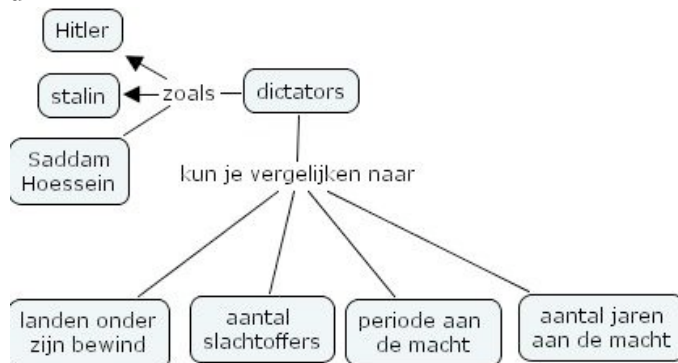 Hitler
stalin
zoals
dictators
Saddam
Hoessein
kun je vergelijken naar
landen onder
zijn bewind
aantal
slachtoffers
periode aan
de macht
aantal jaren
aan de macht